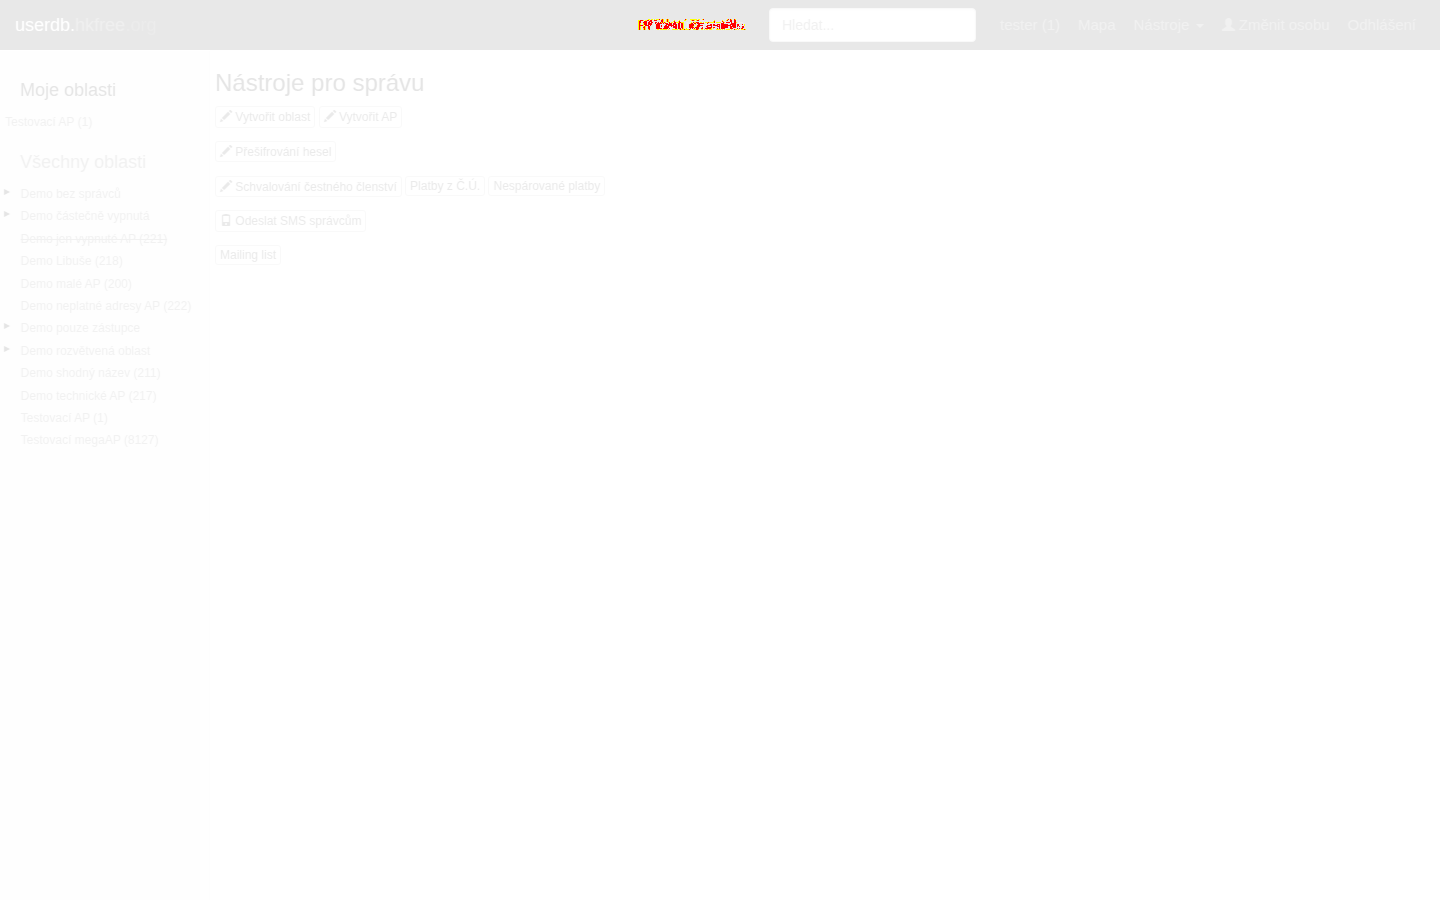 userdb.hkfree.org
Hledat...
tester (1)
Mapa
Nástroje
Změnit osobu
Odhlášení
Moje oblasti
Testovací AP (1)
Všechny oblasti
Demo bez správců
Demo částečně vypnutá
Demo jen vypnuté AP (221)
Demo Libuše (218)
Demo malé AP (200)
Demo neplatné adresy AP (222)
Demo pouze zástupce
Demo rozvětvená oblast
Demo shodný název (211)
Demo technické AP (217)
Testovací AP (1)
Testovací megaAP (8127)
Nástroje pro správu
Vytvořit oblast
Vytvořit AP
Přešifrování hesel
Schvalování čestného členství
Platby z Č.Ú.
Nespárované platby
Odeslat SMS správcům
Mailing list